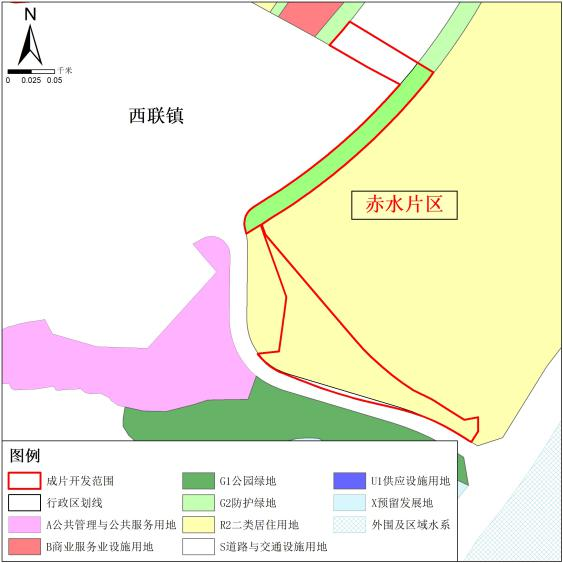 N
千米
0 0.025 0.05
西联镇
赤水片区
图例
成片开发范围
行政区划线
A公共管理与公共服务用地
B商业服务业设施用地
G1公园绿地
G2防护绿地
R2二类居住用地
S道路与交通设施用地
U1供应设施用地
X预留发展地
外围及区域水系